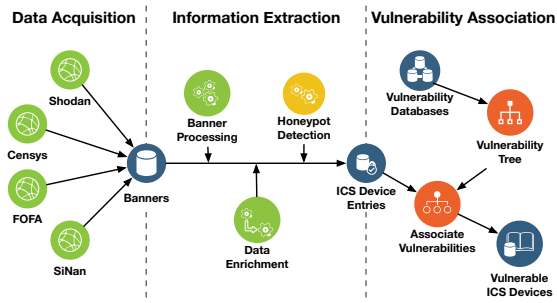 Data Acquisition
Information Extraction
Vulnerability Association
Shodan
Censys
FOFA
SiNan
Banners
Banner
Processing
Honeypot
Detection
Data
Enrichment
ICS Device
Entries
Vulnerability
Databases
Vulnerability
Tree
Associate
Vulnerabilities
Vulnerable
ICS Devices